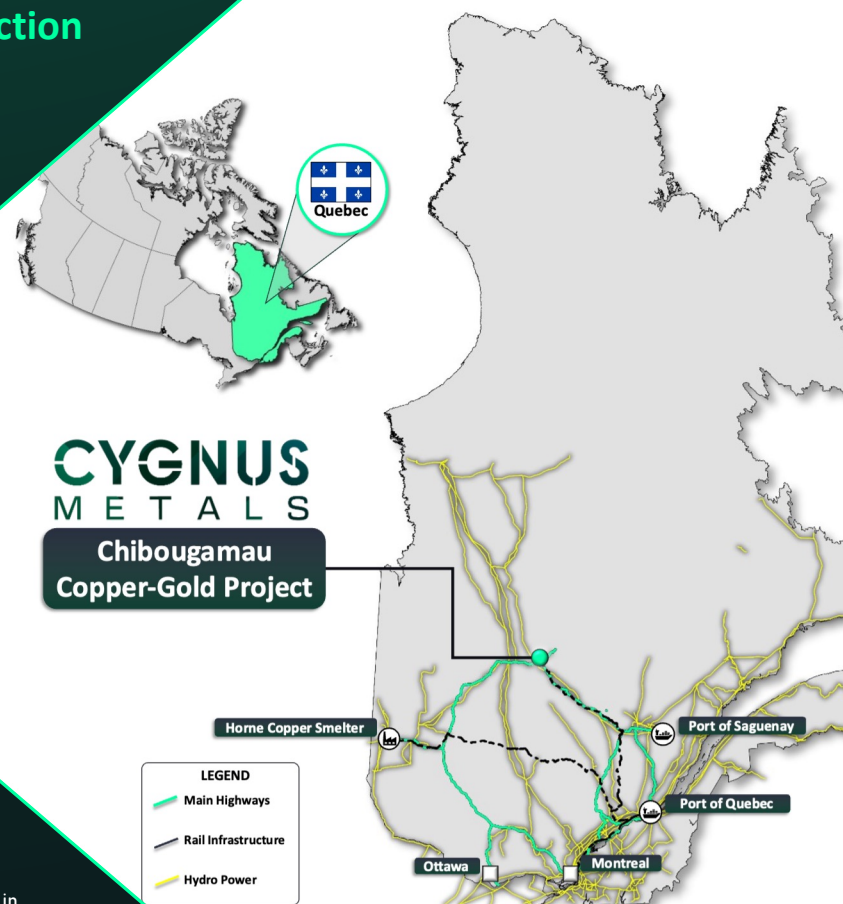 ction
Quebec
CYGNUS
METALS
Chibougamau
Copper-Gold Project
Horne Copper Smelter
Port of Saguenay
LEGEND
Main Highways
Rail Infrastructure
Hydro Power
Port of Quebec
Ottawa
Montreal
in